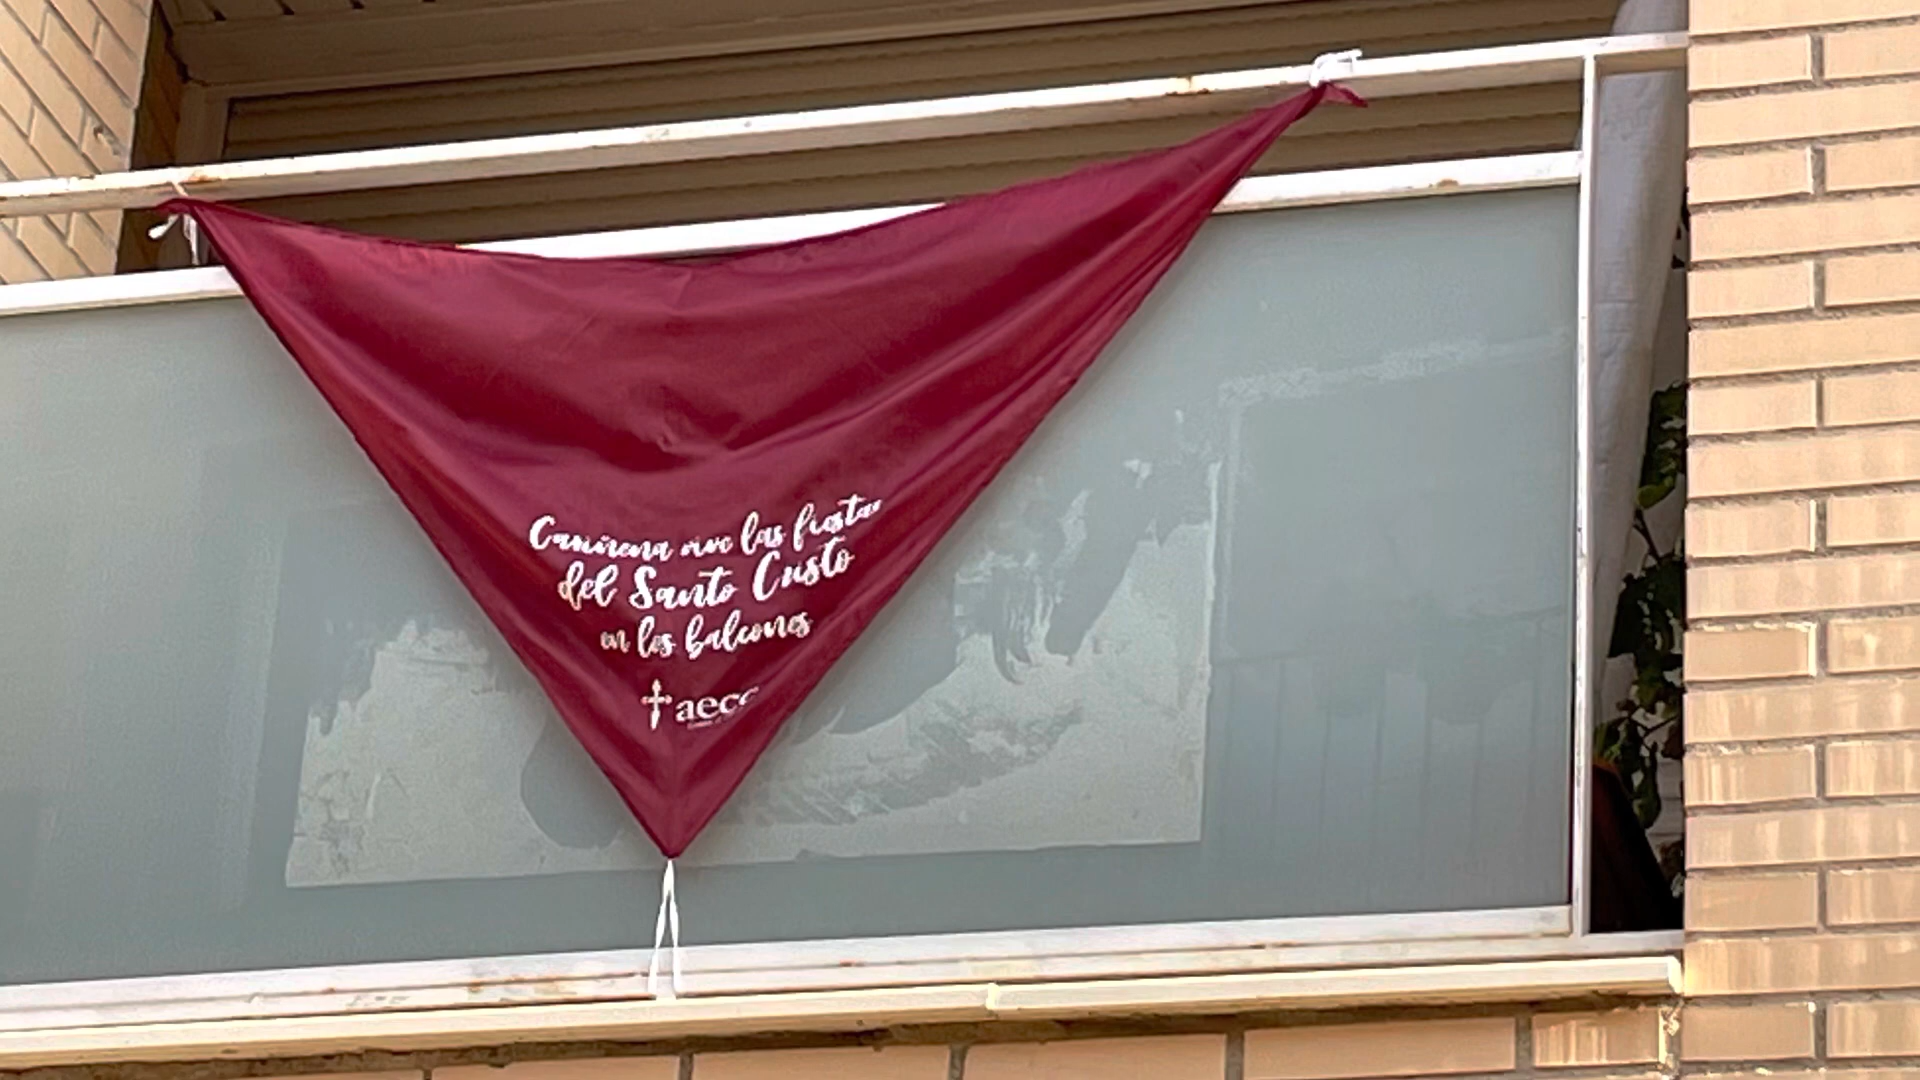 Cariñena vive las fiestas
del Santo Cristo
en los balcones
aecc